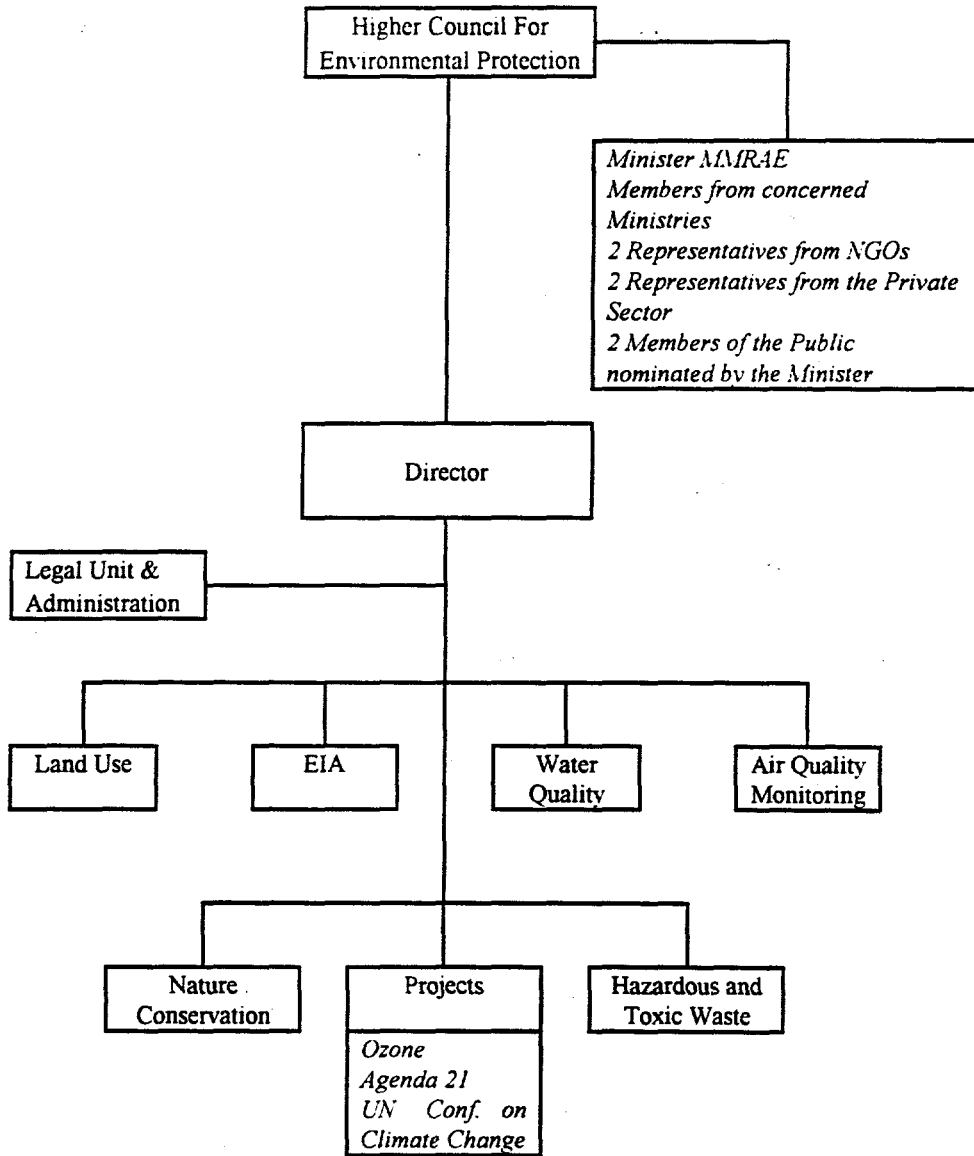 Higher Council For
Environmental Protection
Minister MMRAE
Members from concerned
Ministries
2 Representatives from NGOs
2 Representatives from the Private
Sector
2 Members of the Public
nominated by the Minister
Director
Legal Unit &
Administration
Land Use
EIA
Water
Quality
Air Quality
Monitoring
Nature
Conservation
Projects
Hazardous and
Toxic Waste
Ozone
Agenda 21
UN Conf. on
Climate Change